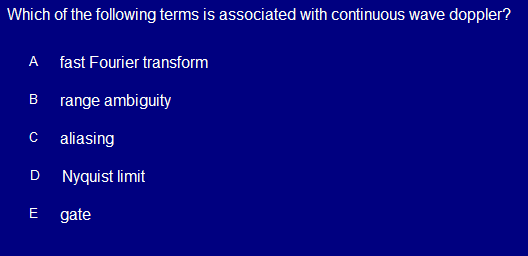 Which of the following terms is associated with continuous wave doppler?
A fast Fourier transform
B range ambiguity
C aliasing
D Nyquist limit
E gate